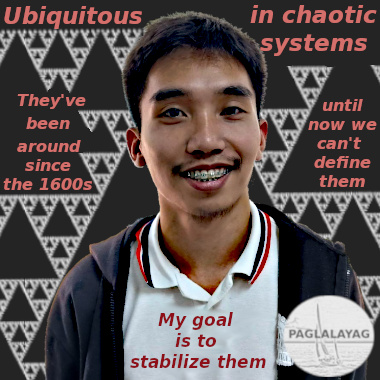 Ubiquitous
in chaotic
systems
They've
been
around
since
the 1600s
until
now we
can't
define
them
My goal
is to
stabilize them
PAGLALAYAG